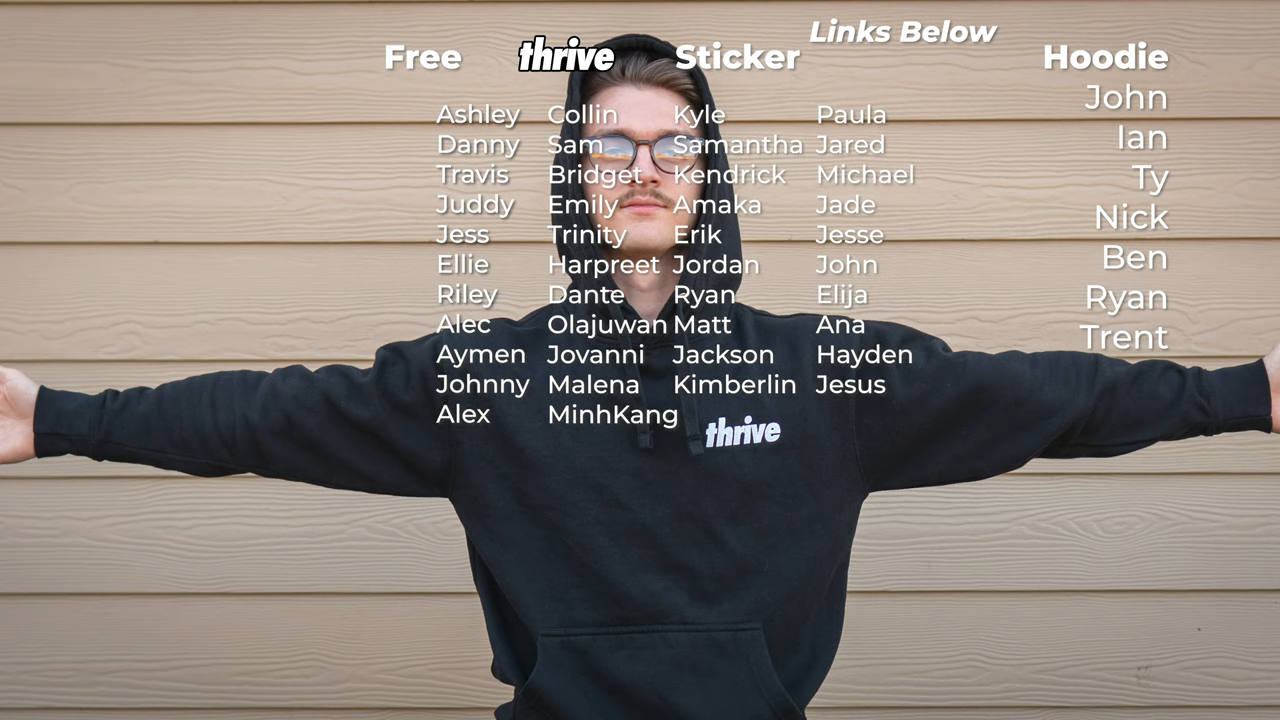 Links Below
Free thrive Sticker Hoodie
Ashley Collin Kyle Paula
Danny Sam Samantha Jared
Travis Bridget Kendrick Michael
Juddy Emily Amaka Jade
Jess Trinity Erik Jesse
Ellie Harpreet Jordan John
Riley Dante Ryan Elija
Alec Olajuwan Matt Ana
Aymen Jovanni Jackson Hayden
Johnny Malena Kimberlin Jesus
Alex MinhKang
John
Ian
Ty
Nick
Ben
Ryan
Trent
thrive